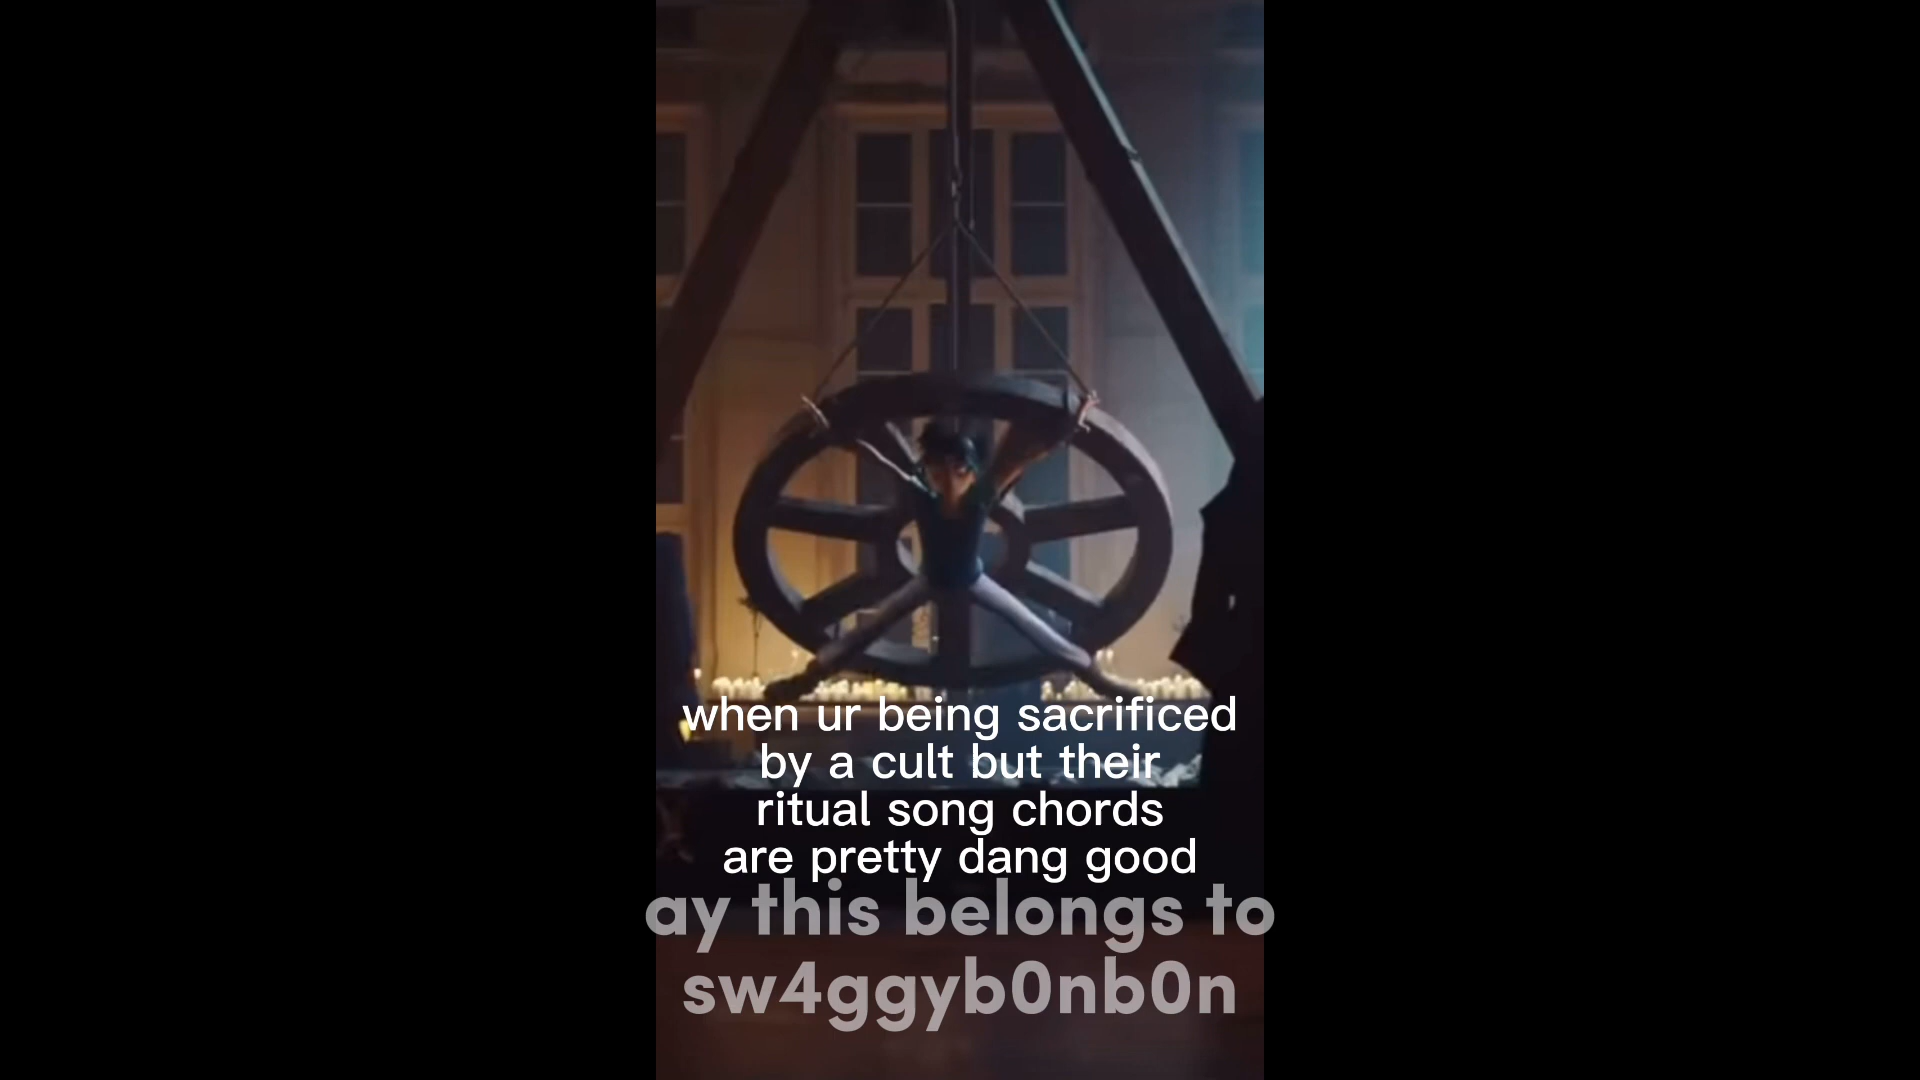 when ur being sacrificed
by a cult but their
ritual song chords
are pretty dang good
ay this belongs to
sw4ggyb0nb0n